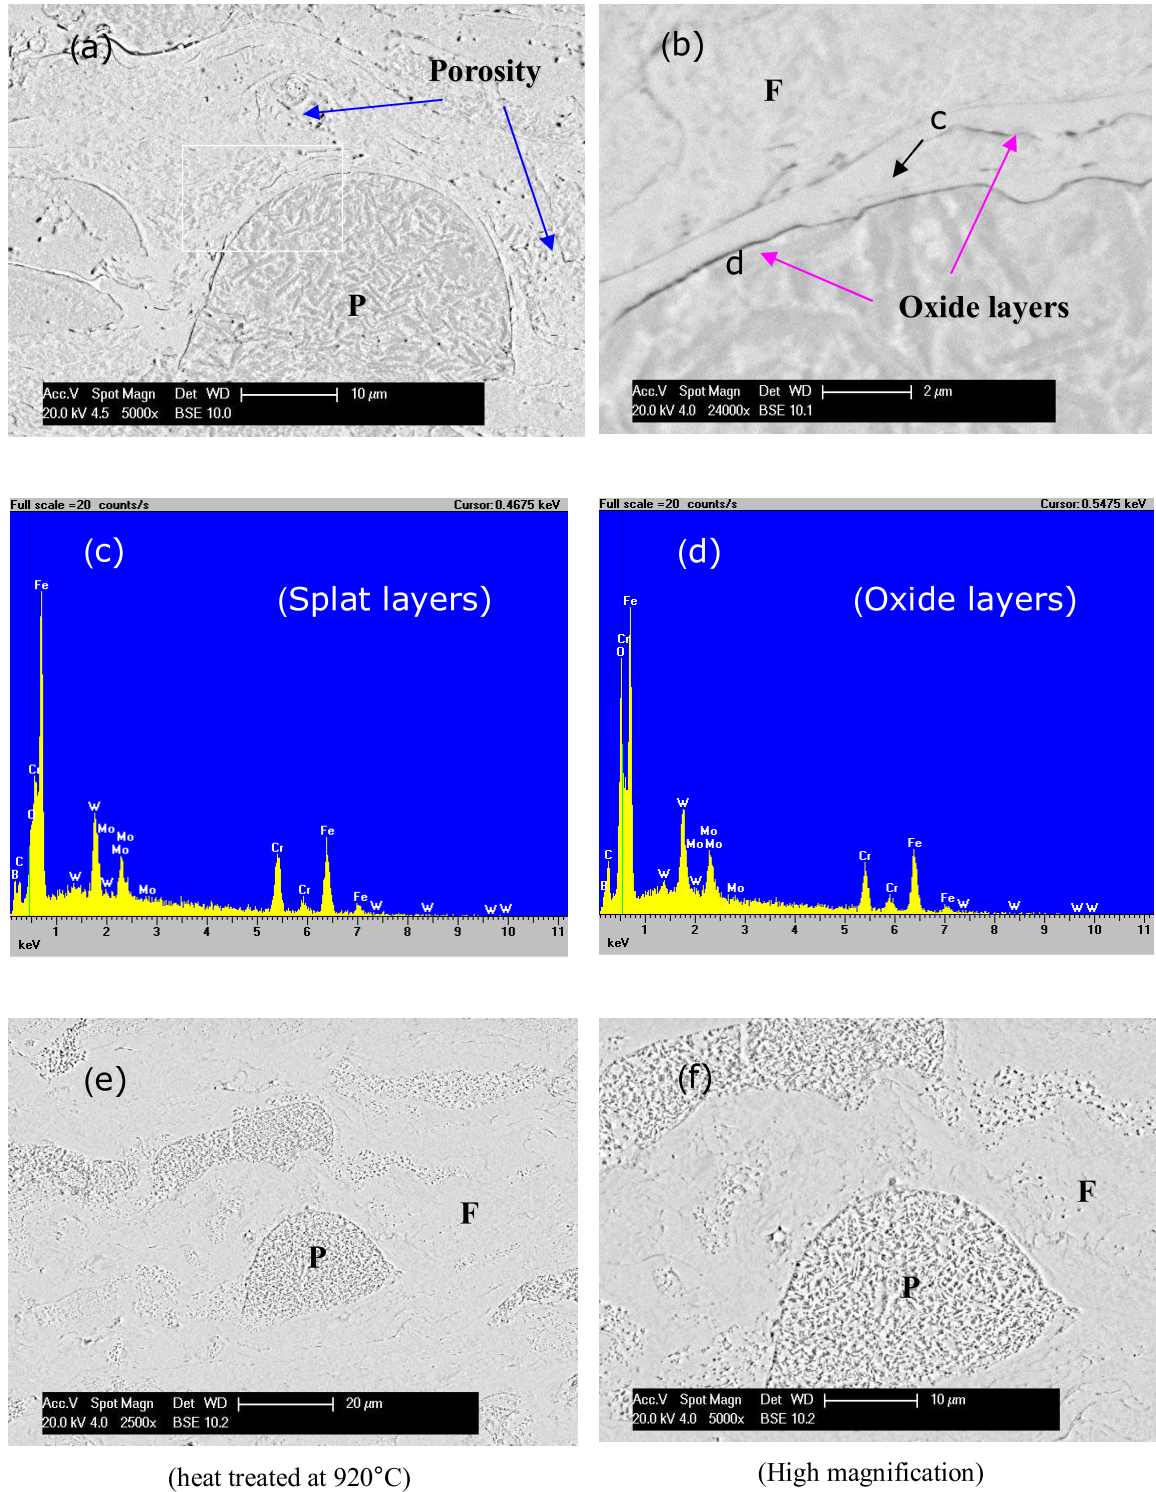 (a)
Porosity
P
Acc.V Spot Magn Det WD 10 µm
20.0 kV 4.5 5000x BSE 10.0
(b)
F
c
d
Oxide layers
Acc.V Spot Magn Det WD 2 µm
20.0 kV 4.0 24000x BSE 10.1
Full scale =20 counts/s Cursor: 0.4675 keV
(c)
(Splat layers)
Fe
Cr
O
W
Mo
Mo
C
Mo
B
W
W
Mo
Cr
Cr
Fe
Fe
W
W
W
W
1 2 3 4 5 6 7 8 9 10 11
keV
Full scale =20 counts/s Cursor: 0.5475 keV
(d)
(Oxide layers)
Fe
Cr
O
W
Mo
Mo
Mo
C
W
B
W
Mo
Cr
Cr
Fe
Fe
W
W
W
W
1 2 3 4 5 6 7 8 9 10 11
keV
(e)
F
P
Acc.V Spot Magn Det WD 20 µm
20.0 kV 4.0 2500x BSE 10.2
(heat treated at 920°C)
(f)
F
P
Acc.V Spot Magn Det WD 10 µm
20.0 kV 4.0 5000x BSE 10.2
(High magnification)